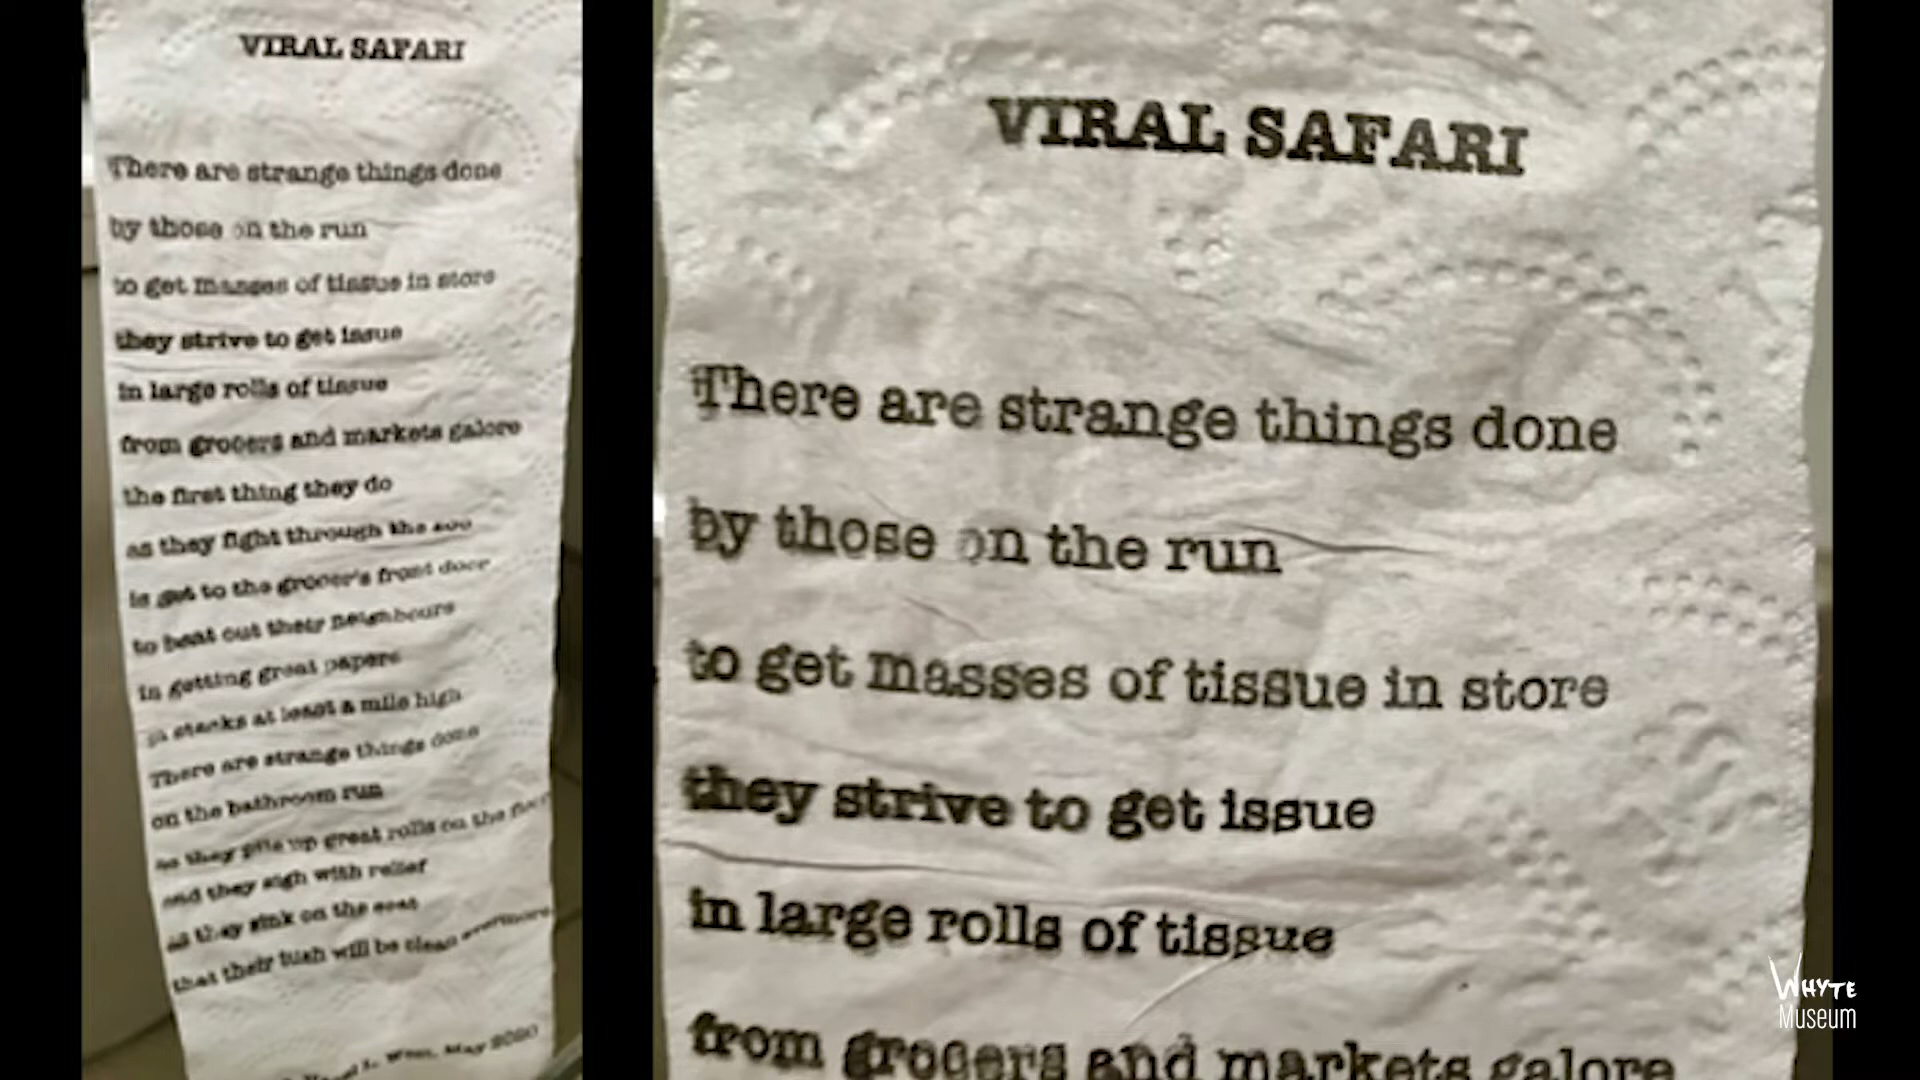 VIRAL SAFARI
There are strange things done
by those on the run
to get masses of tissue in store
they strive to get issue
in large rolls of tissue
from grocers and markets galore
the first thing they do
as they fight through the zoo
is get to the grocer's front door
to beat out their neighbours
in getting great papers
in stacks at least a mile high
There are strange things done
on the bathroom run
as they pile up great rolls on the floor
and they sigh with relief
as they sink on the seat
that their tush will be clean evermore
L. West, May 2020
VIRAL SAFARI
There are strange things done
by those on the run
to get masses of tissue in store
they strive to get issue
in large rolls of tissue
from grocers and markets galore
WHYTE
Museum